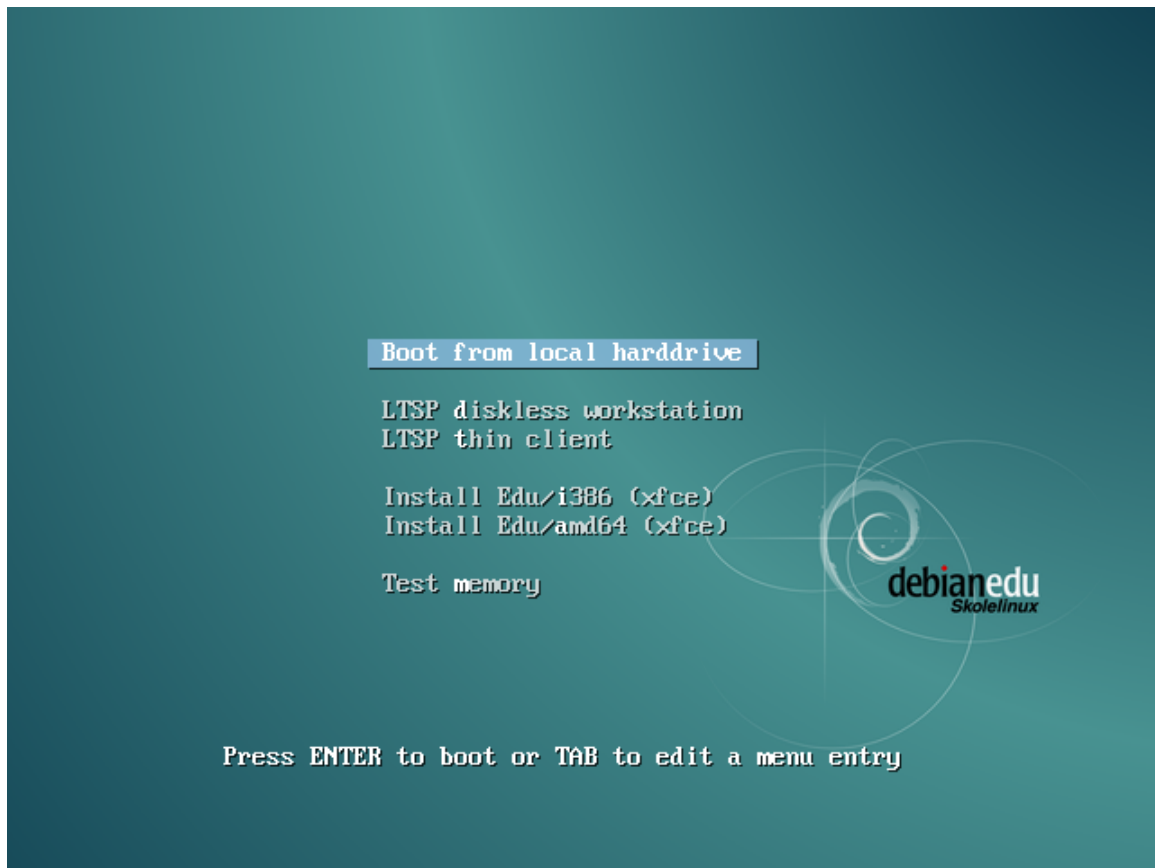 Boot from local harddrive
LTSP diskless workstation
LTSP thin client
Install Edu/i386 (xfce)
Install Edu/amd64 (xfce)
Test memory
debianedu
Skolelinux
Press ENTER to boot or TAB to edit a menu entry